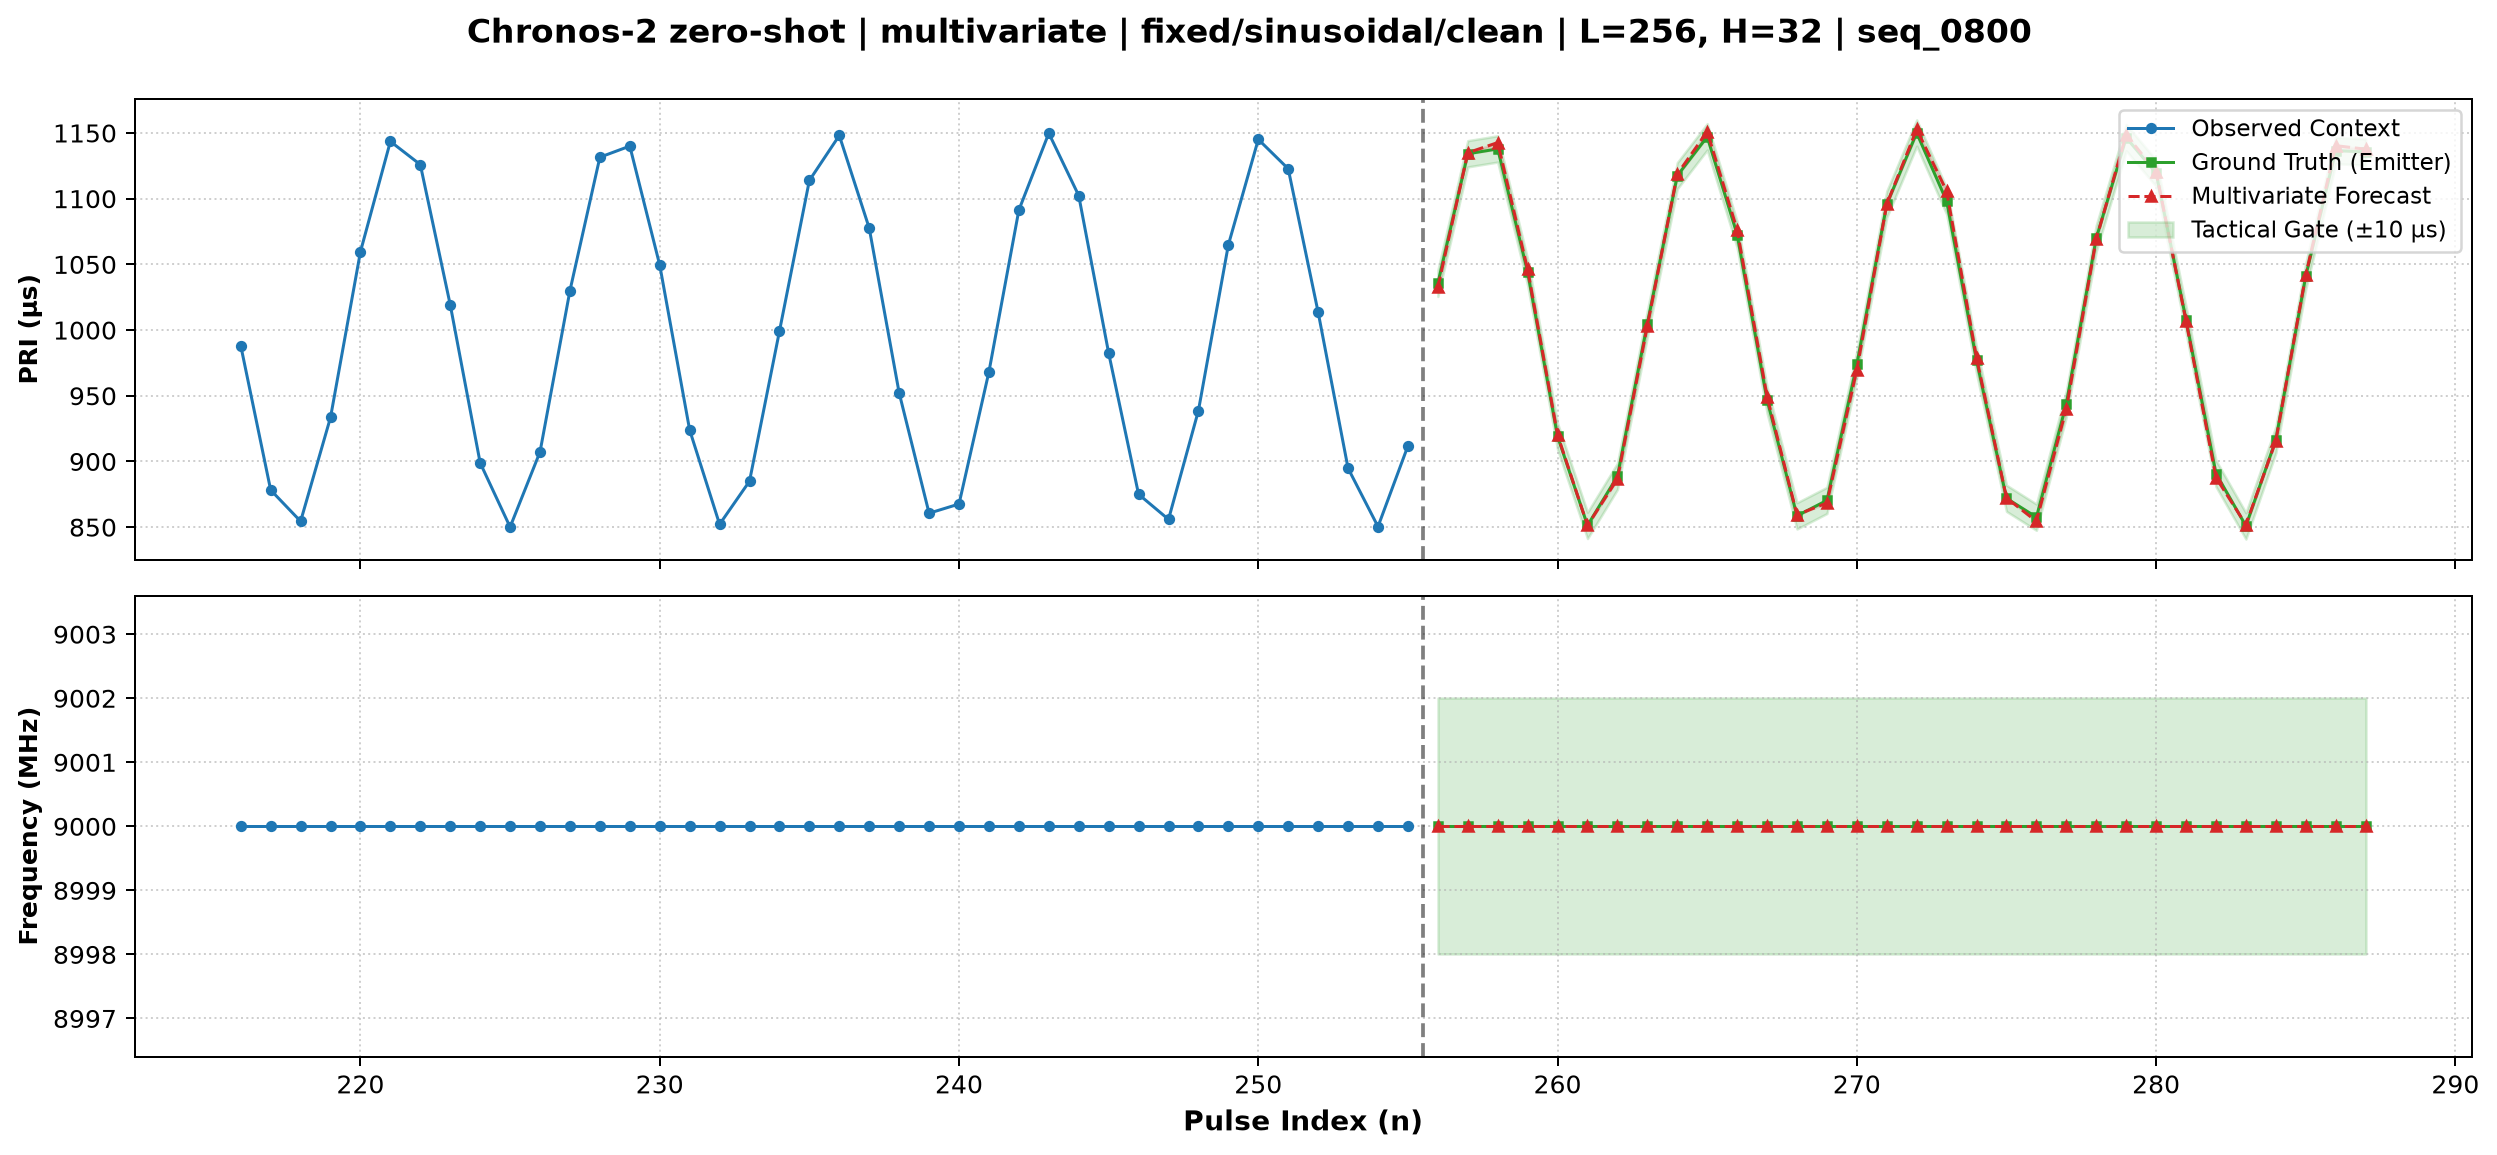 Chronos-2 zero-shot | multivariate | fixed/sinusoidal/clean | L=256, H=32 | seq_0800
PRI (µs)
1150
1100
1050
1000
950
900
850
Observed Context
Ground Truth (Emitter)
Multivariate Forecast
Tactical Gate (±10 µs)
Frequency (MHz)
9003
9002
9001
9000
8999
8998
8997
220 230 240 250 260 270 280 290
Pulse Index (n)